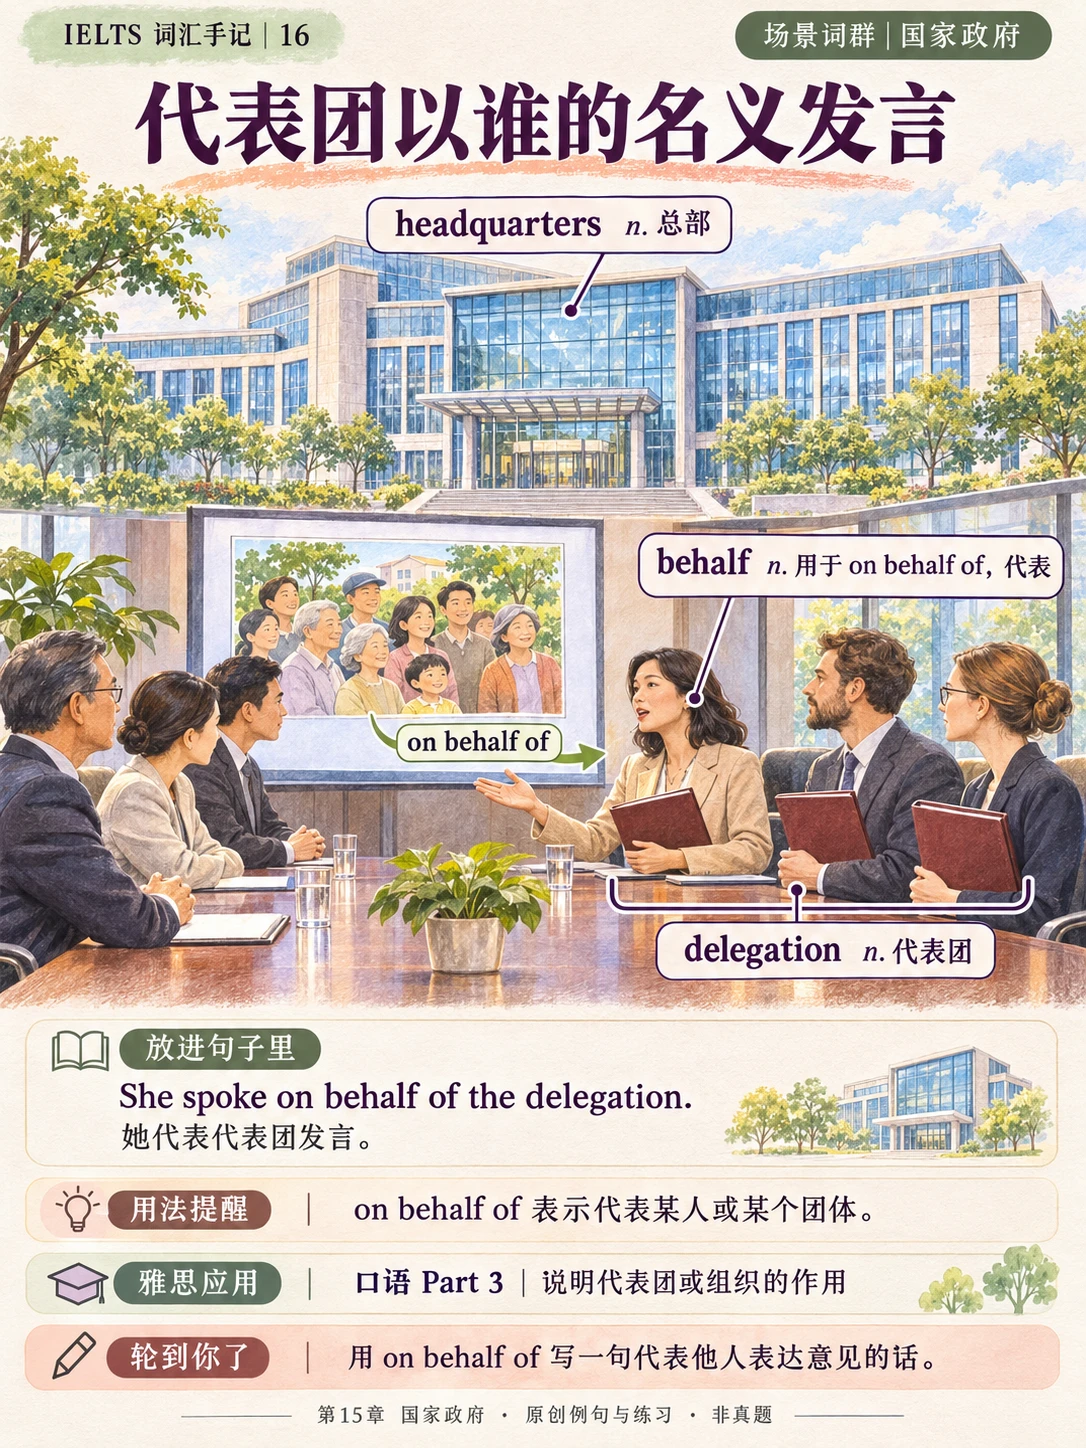 IELTS 词汇手记 | 16
场景词群 | 国家政府
代表团以谁的名义发言
headquarters n. 总部
behalf n. 用于 on behalf of, 代表
on behalf of
delegation n. 代表团
放进句子里
She spoke on behalf of the delegation.
她代表代表团发言。
用法提醒 | on behalf of 表示代表某人或某个团体。
雅思应用 | 口语 Part 3 | 说明代表团或组织的作用
轮到你了 | 用 on behalf of 写一句代表他人表达意见的话。
第15章 国家政府 · 原创例句与练习 · 非真题